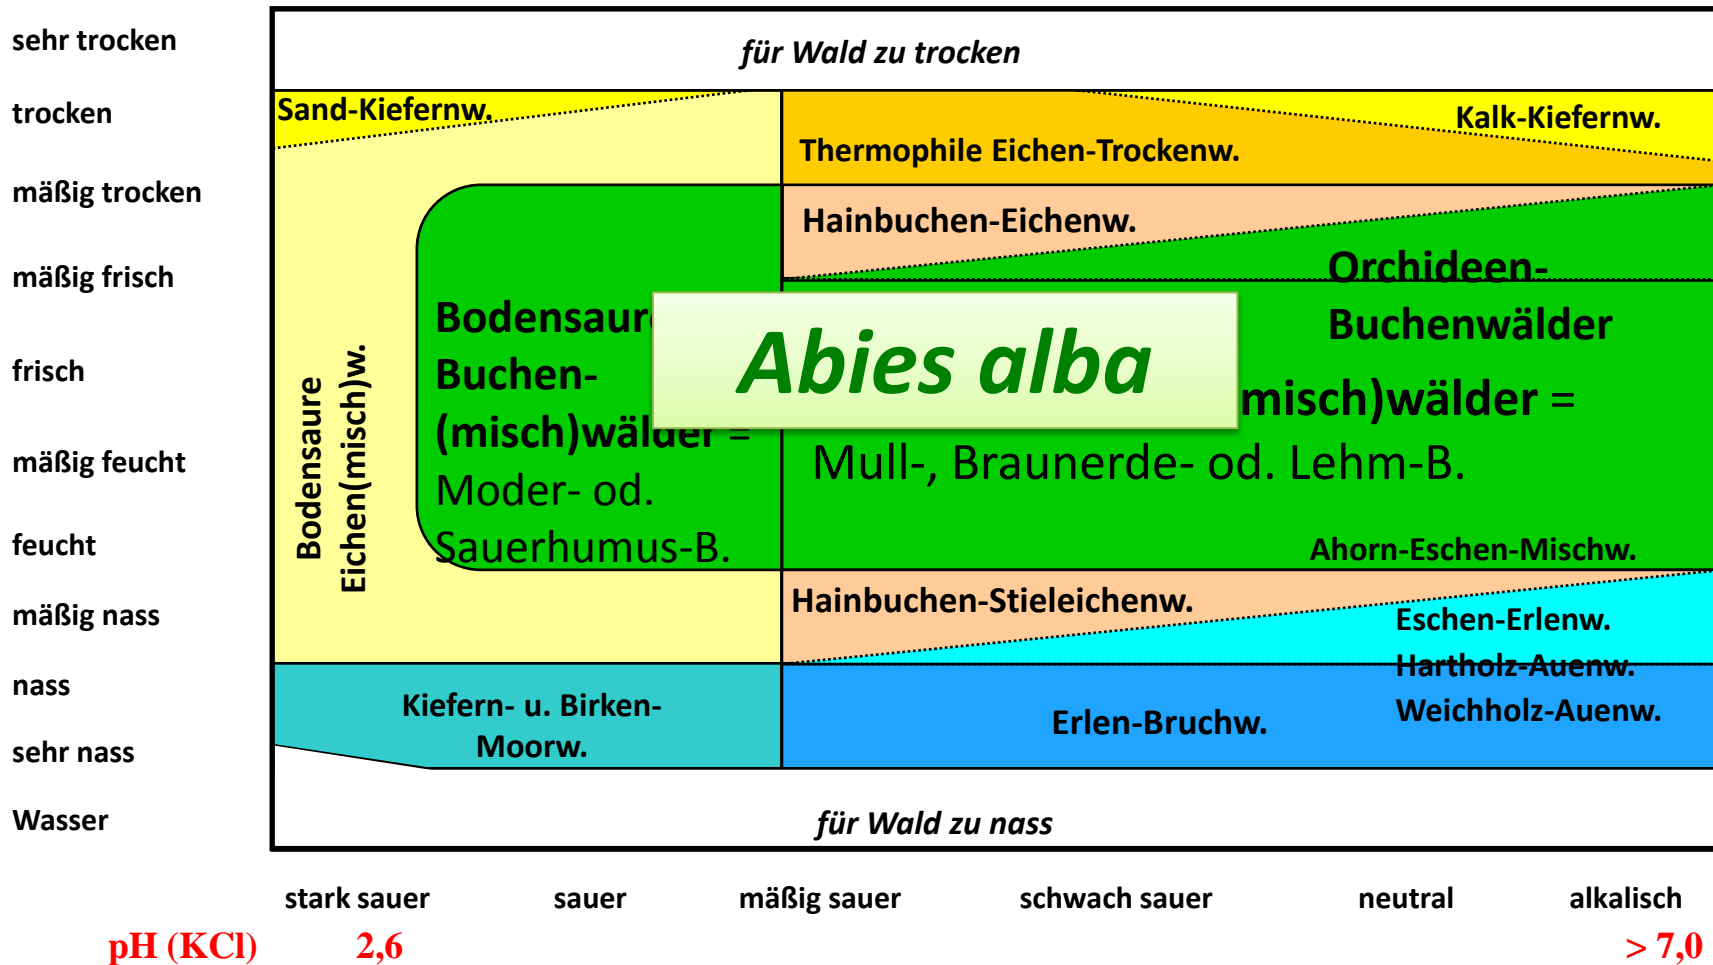 sehr trocken
für Wald zu trocken
trocken
Sand-Kiefernw.
Kalk-Kiefernw.
Thermophile Eichen-Trockenw.
mäßig trocken
Hainbuchen-Eichenw.
mäßig frisch
Orchideen-
Buchenwälder
Bodensaure
Buchen-
(misch)wälder =
Moder- od.
Sauerhumus-B.
Abies alba
misch)wälder =
Mull-, Braunerde- od. Lehm-B.
frisch
Bodensaure
Eichen(misch)w.
mäßig feucht
feucht
Ahorn-Eschen-Mischw.
mäßig nass
Hainbuchen-Stieleichenw.
Eschen-Erlenw.
Hartholz-Auenw.
Weichholz-Auenw.
nass
Kiefern- u. Birken-
Moorw.
Erlen-Bruchw.
sehr nass
Wasser
für Wald zu nass
stark sauer sauer mäßig sauer schwach sauer neutral alkalisch
pH (KCl) 2,6 > 7,0